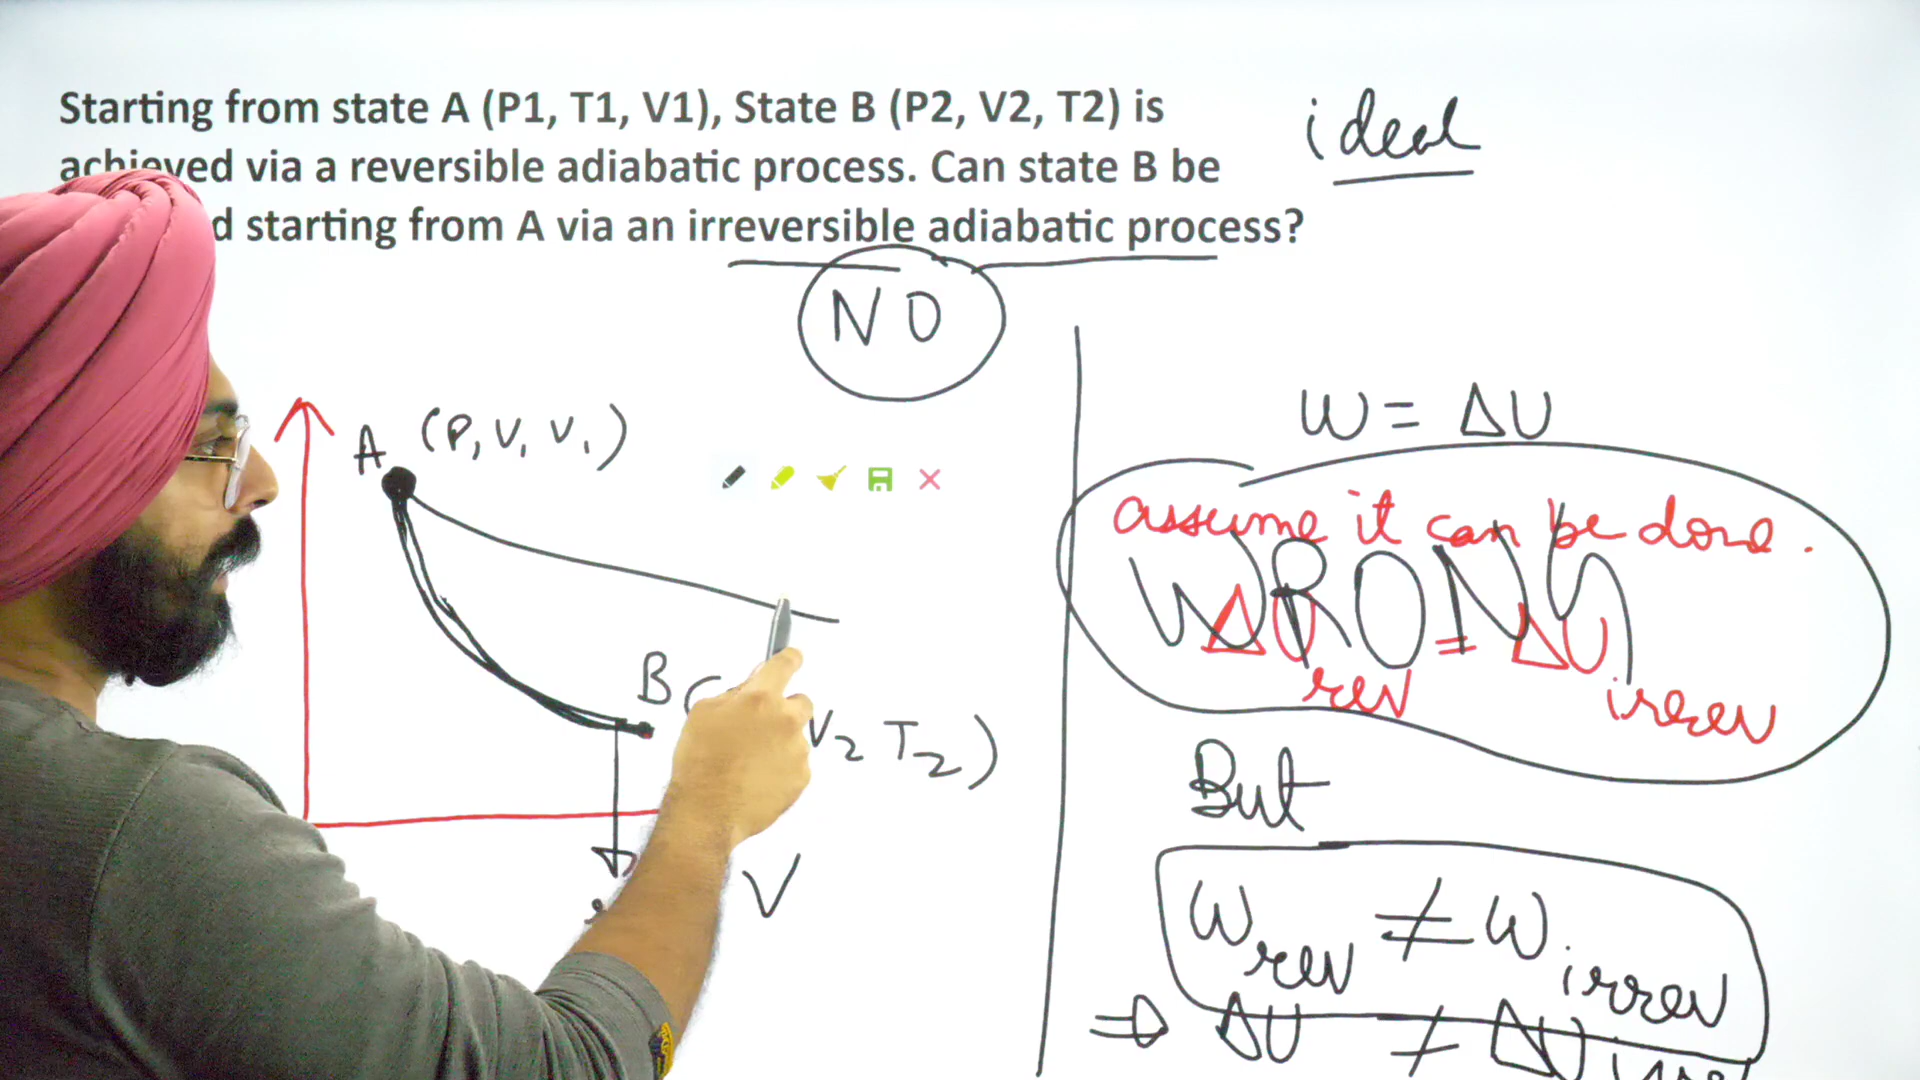 Starting from state A (P1, T1, V1), State B (P2, V2, T2) is
achieved via a reversible adiabatic process. Can state B be
d starting from A via an irreversible adiabatic process?
ideal
NO
A (P, V, V,)
B (
V2 T2)
V
W = ΔU
assume it can be done.
WRONG
ΔU rev = ΔU irrev
But
Wrev ≠ Wirrev
⇒ ΔU ≠ ΔU